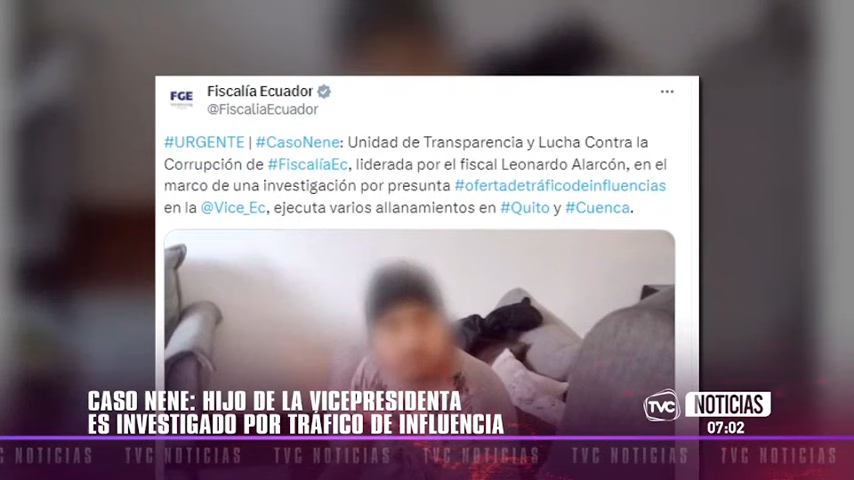 FGE
Fiscalía Ecuador
@FiscaliaEcuador
#URGENTE | #CasoNene: Unidad de Transparencia y Lucha Contra la
Corrupción de #FiscalíaEc, liderada por el fiscal Leonardo Alarcón, en el
marco de una investigación por presunta #ofertadetráficodeinfluencias
en la @Vice_Ec, ejecuta varios allanamientos en #Quito y #Cuenca.
CASO NENE: HIJO DE LA VICEPRESIDENTA
ES INVESTIGADO POR TRÁFICO DE INFLUENCIA
TVC NOTICIAS
07:02
NOTICIAS TVC NOTICIAS TVC NOTICIAS TVC NOTICIAS TVC NOTICIAS TVC NOTICIAS